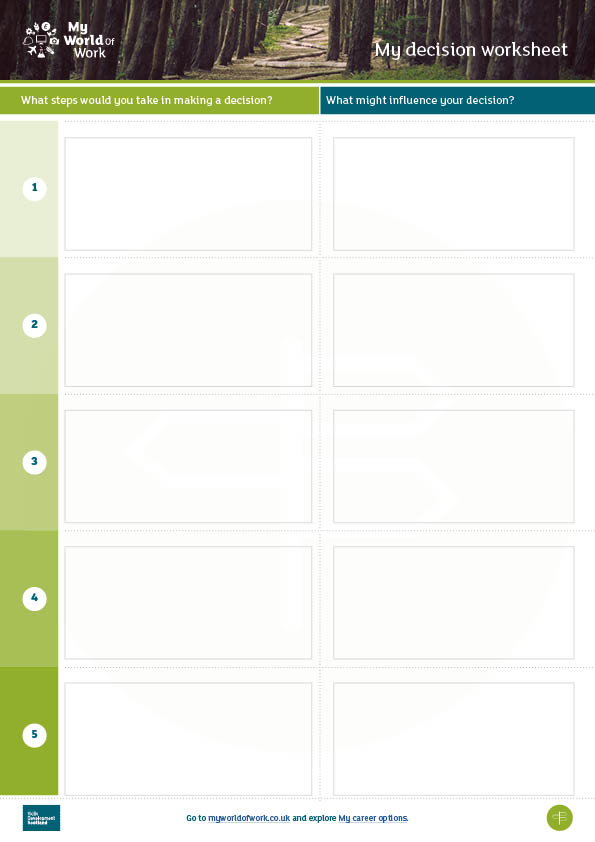 My
World Of
Work
My decision worksheet
What steps would you take in making a decision?
What might influence your decision?
1
2
3
4
5
Skills
Development
Scotland
Go to myworldofwork.co.uk and explore My career options.